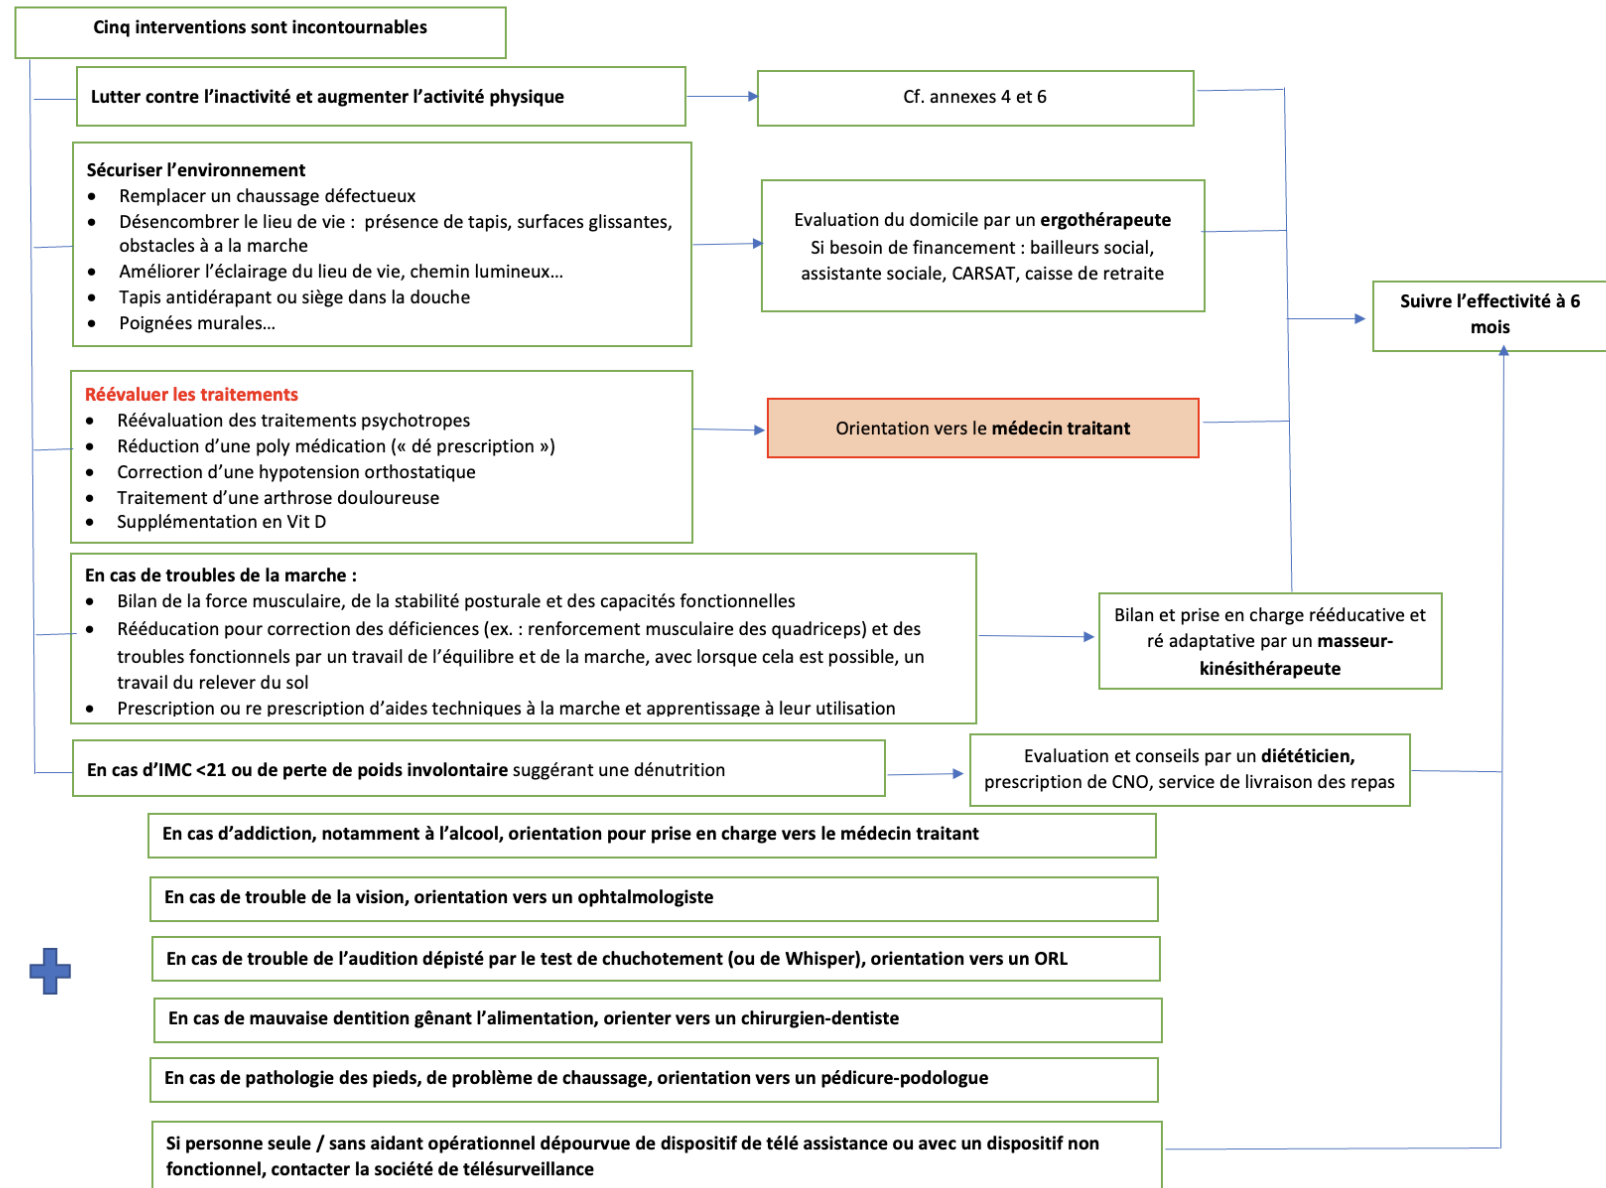 Cinq interventions sont incontournables
Lutter contre l’inactivité et augmenter l’activité physique
Cf. annexes 4 et 6
Sécuriser l’environnement
• Remplacer un chaussage défectueux
• Désencombrer le lieu de vie : présence de tapis, surfaces glissantes,
obstacles à a la marche
• Améliorer l’éclairage du lieu de vie, chemin lumineux…
• Tapis antidérapant ou siège dans la douche
• Poignées murales…
Evaluation du domicile par un ergothérapeute
Si besoin de financement : bailleurs social,
assistante sociale, CARSAT, caisse de retraite
Suivre l’effectivité à 6
mois
Réévaluer les traitements
• Réévaluation des traitements psychotropes
• Réduction d’une poly médication (« dé prescription »)
• Correction d’une hypotension orthostatique
• Traitement d’une arthrose douloureuse
• Supplémentation en Vit D
Orientation vers le médecin traitant
En cas de troubles de la marche :
• Bilan de la force musculaire, de la stabilité posturale et des capacités fonctionnelles
• Rééducation pour correction des déficiences (ex. : renforcement musculaire des quadriceps) et des
troubles fonctionnels par un travail de l’équilibre et de la marche, avec lorsque cela est possible, un
travail du relever du sol
• Prescription ou re prescription d’aides techniques à la marche et apprentissage à leur utilisation
Bilan et prise en charge rééducative et
ré adaptative par un masseur-
kinésithérapeute
En cas d’IMC <21 ou de perte de poids involontaire suggérant une dénutrition
Evaluation et conseils par un diététicien,
prescription de CNO, service de livraison des repas
En cas d’addiction, notamment à l’alcool, orientation pour prise en charge vers le médecin traitant
En cas de trouble de la vision, orientation vers un ophtalmologiste
En cas de trouble de l’audition dépisté par le test de chuchotement (ou de Whisper), orientation vers un ORL
En cas de mauvaise dentition gênant l’alimentation, orienter vers un chirurgien-dentiste
En cas de pathologie des pieds, de problème de chaussage, orientation vers un pédicure-podologue
Si personne seule / sans aidant opérationnel dépourvue de dispositif de télé assistance ou avec un dispositif non
fonctionnel, contacter la société de télésurveillance